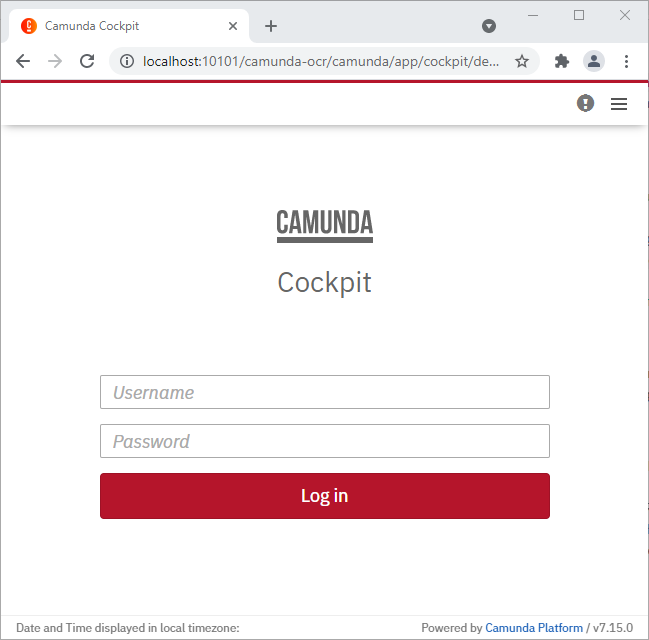 Camunda Cockpit
localhost:10101/camunda-ocr/camunda/app/cockpit/de...
CAMUNDA
Cockpit
Username
Password
Log in
Date and Time displayed in local timezone:
Powered by Camunda Platform / v7.15.0